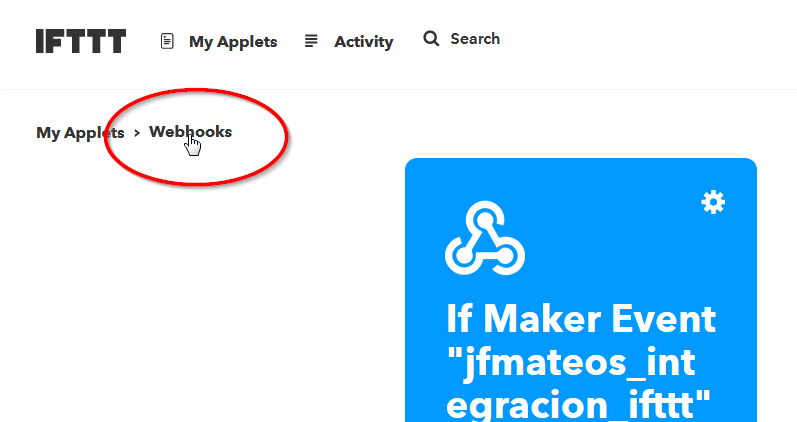 IFTTT My Applets Activity Search
My Applets > Webhooks
If Maker Event
"jfmateos_int
egracion_ifttt"